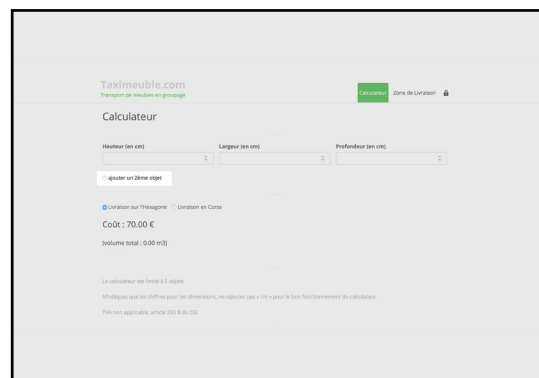 Taximeuble.com
Transport de meubles en groupage
Calculateur Zone de Livraison
Calculateur
Hauteur (en cm) Largeur (en cm) Profondeur (en cm)
ajouter un 2ème objet
Livraison sur l'Hexagone Livraison en Corse
Coût : 70.00 €
(volume total : 0.00 m3)
Le calculateur est limité à 5 objets
N'indiquez que les chiffres pour les dimensions, ne rajoutez pas « cm » pour le bon fonctionnement du calculateur
TVA non applicable, article 293 B du CGI